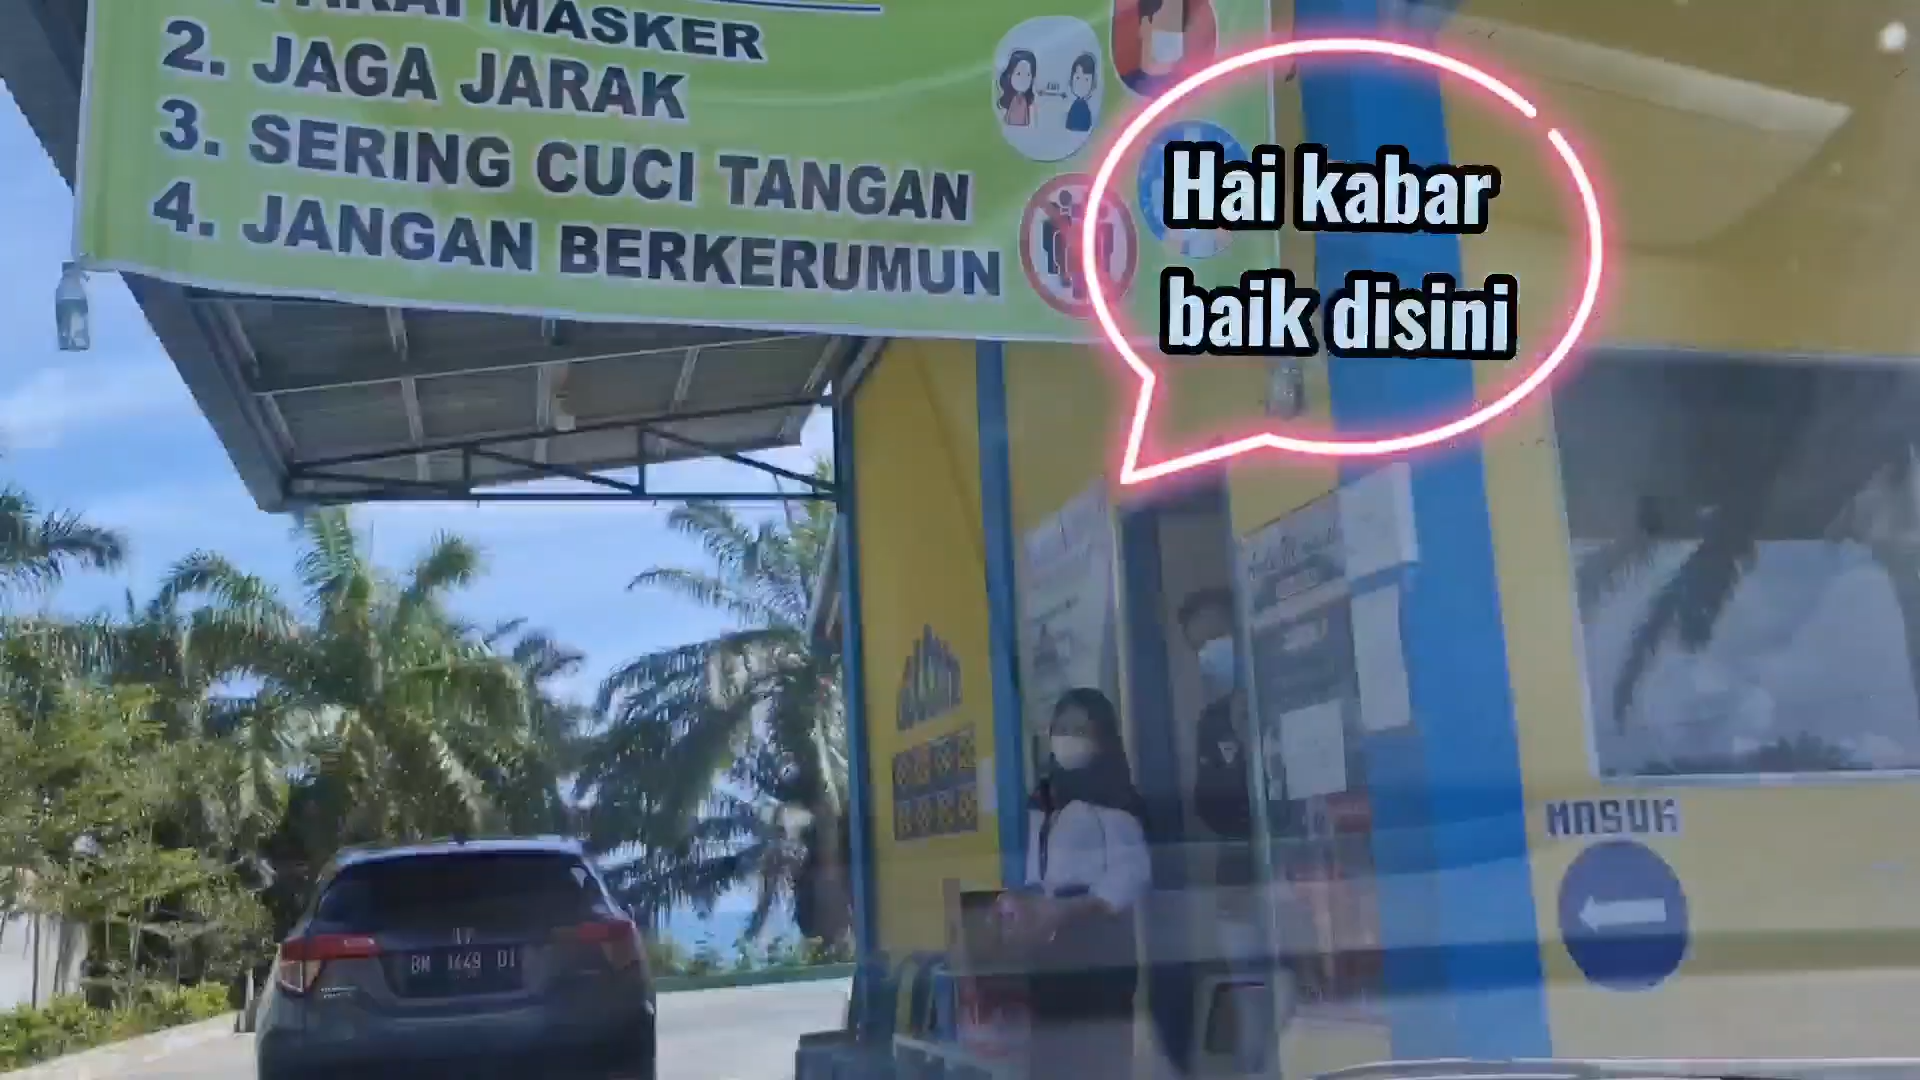 PAKAI MASKER
2. JAGA JARAK
3. SERING CUCI TANGAN
4. JANGAN BERKERUMUN
Hai kabar
baik disini
MASUK
BM 1449 DI